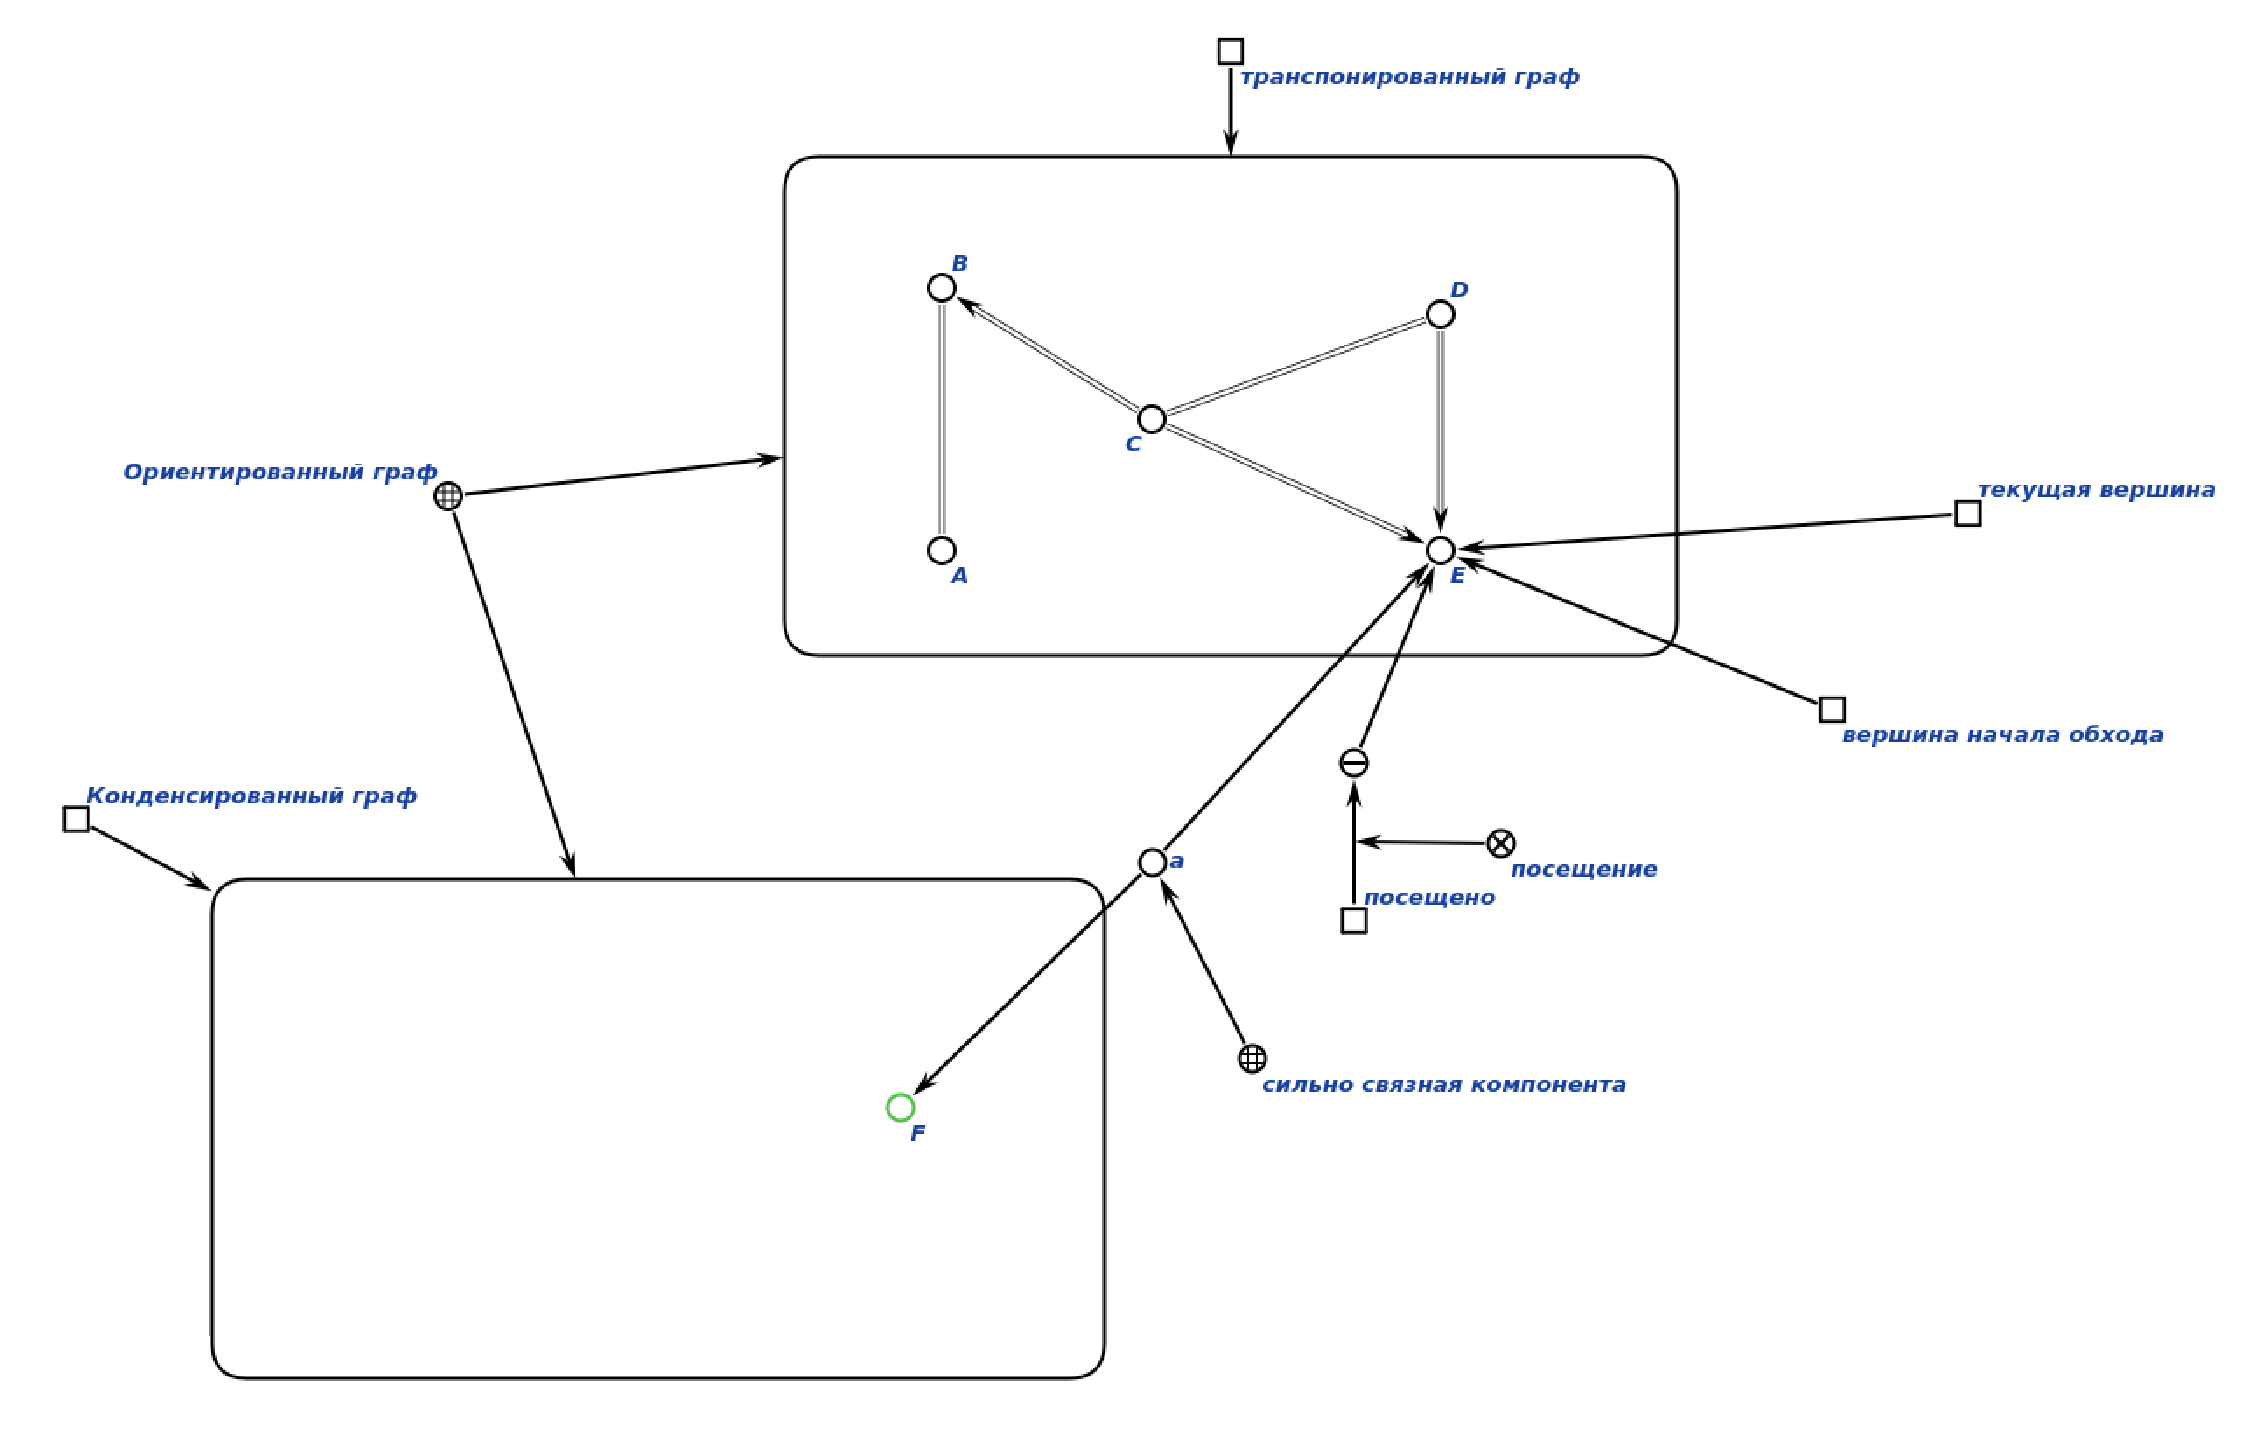 транспонированный граф
B
D
C
Ориентированный граф
текущая вершина
A
E
вершина начала обхода
Конденсированный граф
a
посещение
посещено
сильно связная компонента
F